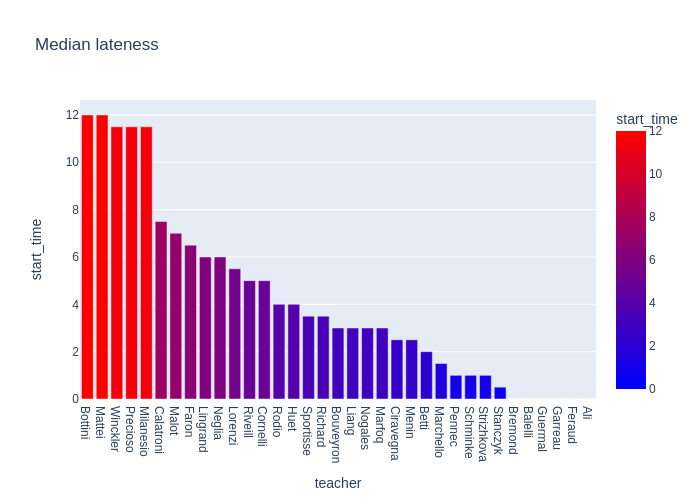 Median lateness
start_time
12
10
8
6
4
2
0
start_time
12
10
8
6
4
2
0
Bottini
Mattei
Winckler
Precioso
Milanesio
Calatroni
Malot
Faron
Lingrand
Neglia
Lorenzi
Riveill
Cornelli
Rodio
Huet
Sportisse
Richard
Bouveyron
Liang
Nogales
Marfoq
Ciravegna
Menin
Betti
Marchello
Pennec
Schminke
Strizhkova
Stanczyk
Bremond
Balelli
Guermal
Garreau
Feraud
Ali
teacher